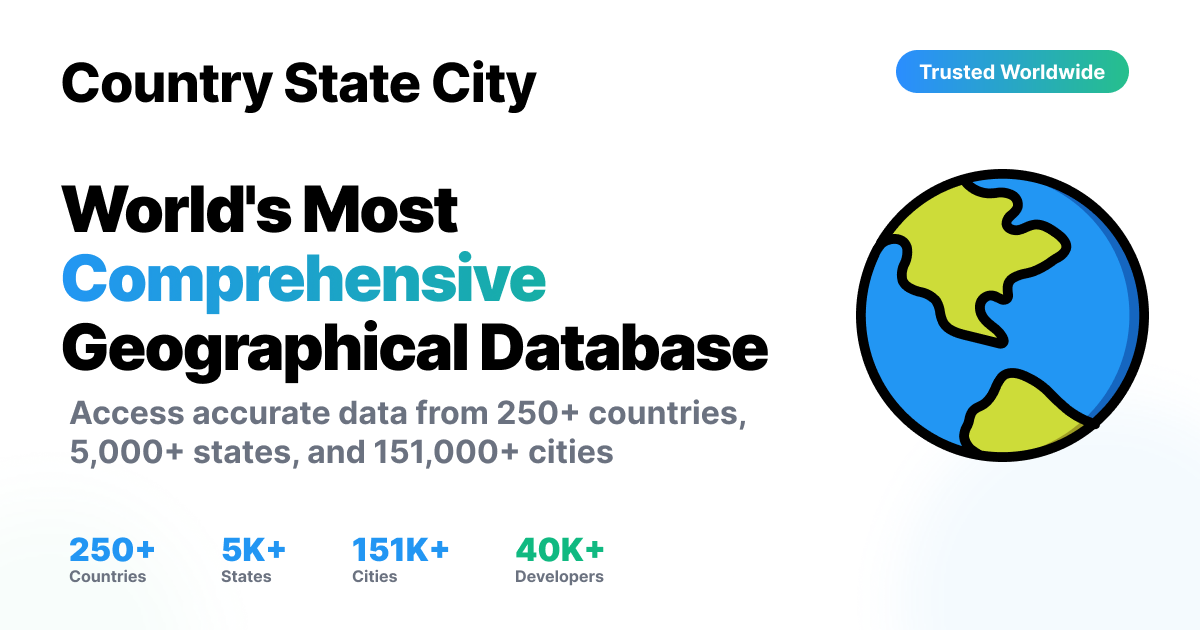 Country State City
Trusted Worldwide
World's Most
Comprehensive
Geographical Database
Access accurate data from 250+ countries,
5,000+ states, and 151,000+ cities
250+
Countries
5K+
States
151K+
Cities
40K+
Developers